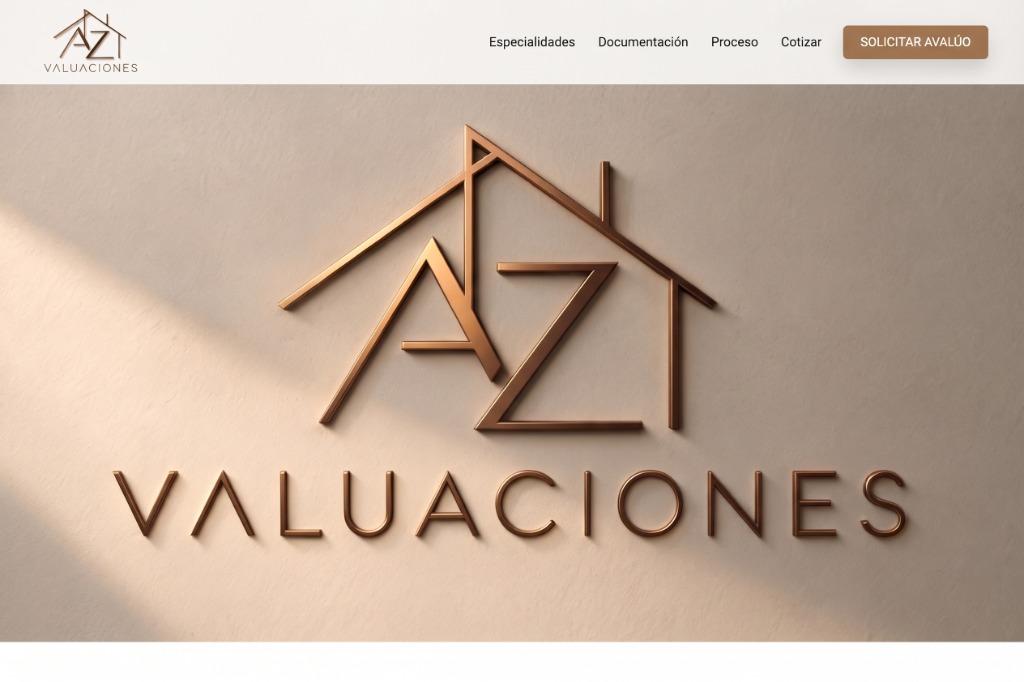 AZ
VALUACIONES
Especialidades
Documentación
Proceso
Cotizar
SOLICITAR AVALÚO
AZ
VALUACIONES